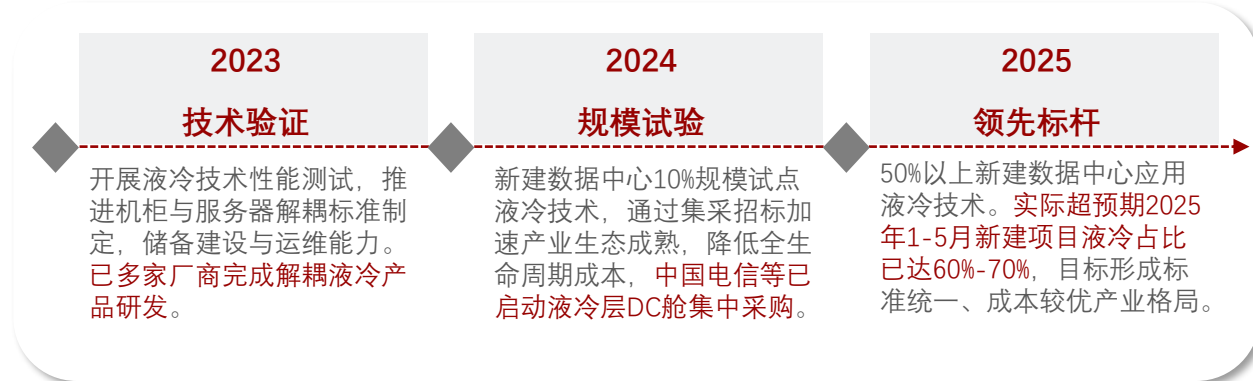 2023
技术验证
开展液冷技术性能测试，推
进机柜与服务器解耦标准制
定，储备建设与运维能力。
已多家厂商完成解耦液冷产
品研发。
2024
规模试验
新建数据中心10%规模试点
液冷技术，通过集采招标加
速产业生态成熟，降低全生
命周期成本，中国电信等已
启动液冷层DC舱集中采购。
2025
领先标杆
50%以上新建数据中心应用
液冷技术。实际超预期2025
年1-5月新建项目液冷占比
已达60%-70%，目标形成标
准统一、成本较优产业格局。